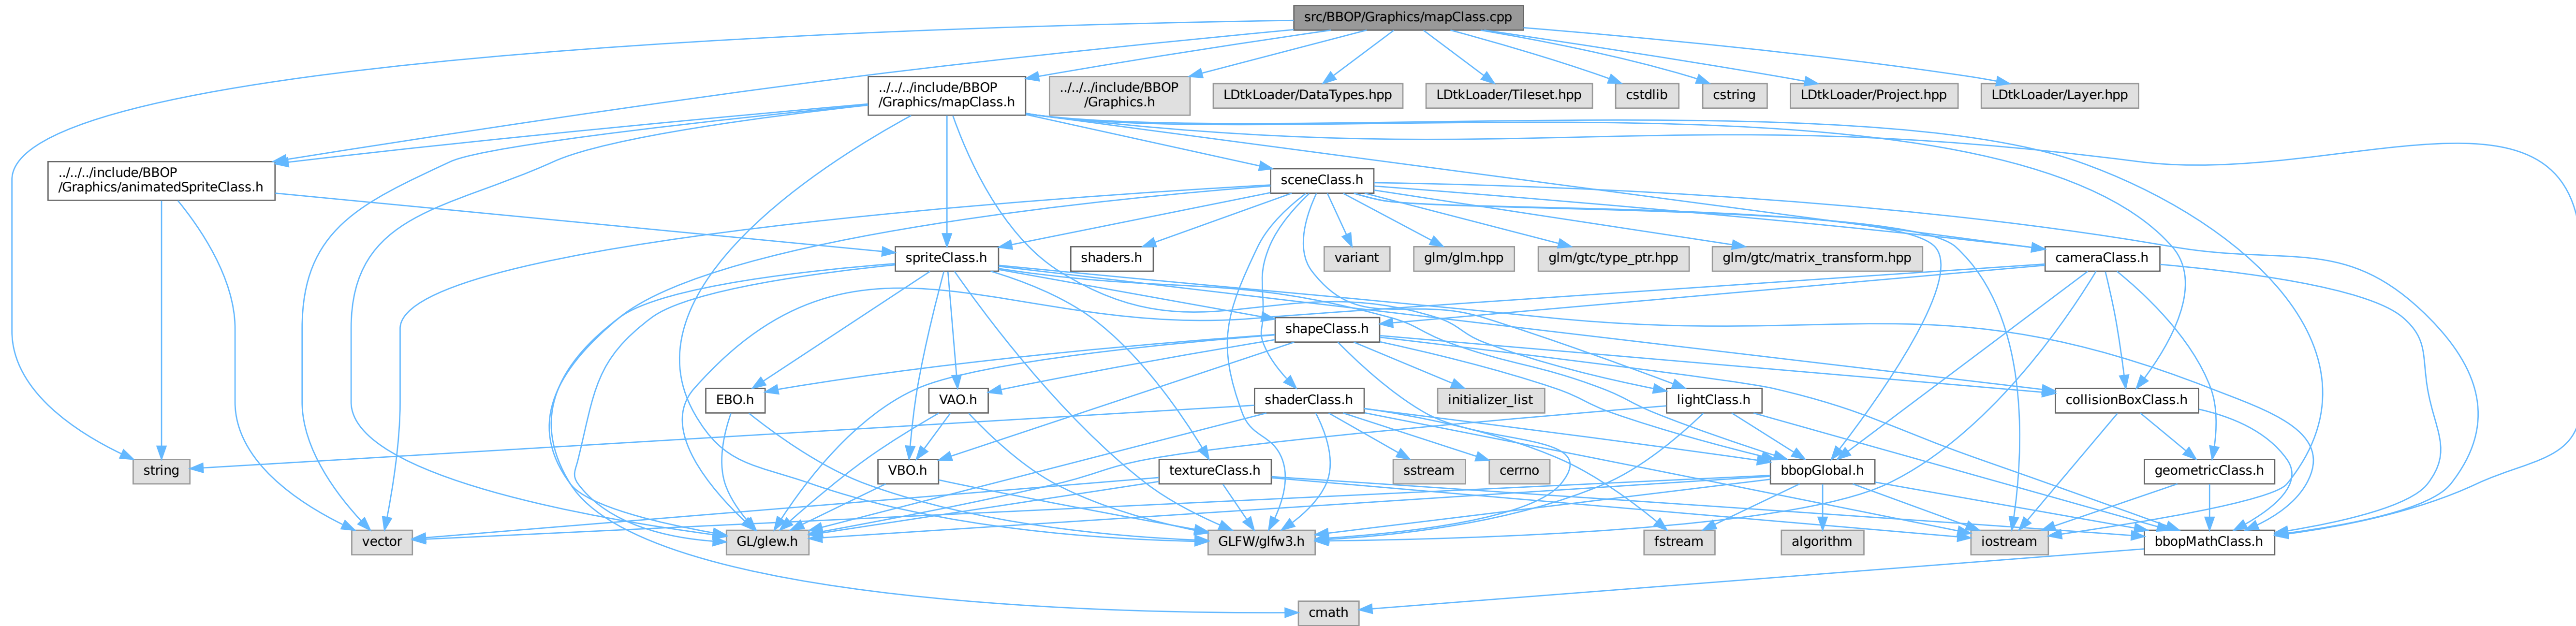 src/BBOP/Graphics/mapClass.cpp
../../../include/BBOP
/Graphics/mapClass.h
../../../include/BBOP
/Graphics.h
LDtkLoader/DataTypes.hpp
LDtkLoader/Tileset.hpp
cstdlib
cstring
LDtkLoader/Project.hpp
LDtkLoader/Layer.hpp
../../../include/BBOP
/Graphics/animatedSpriteClass.h
sceneClass.h
spriteClass.h
shaders.h
variant
glm/glm.hpp
glm/gtc/type_ptr.hpp
glm/gtc/matrix_transform.hpp
cameraClass.h
shapeClass.h
EBO.h
VAO.h
shaderClass.h
initializer_list
lightClass.h
collisionBoxClass.h
string
VBO.h
textureClass.h
sstream
cerrno
bbopGlobal.h
geometricClass.h
vector
GL/glew.h
GLFW/glfw3.h
fstream
algorithm
iostream
bbopMathClass.h
cmath